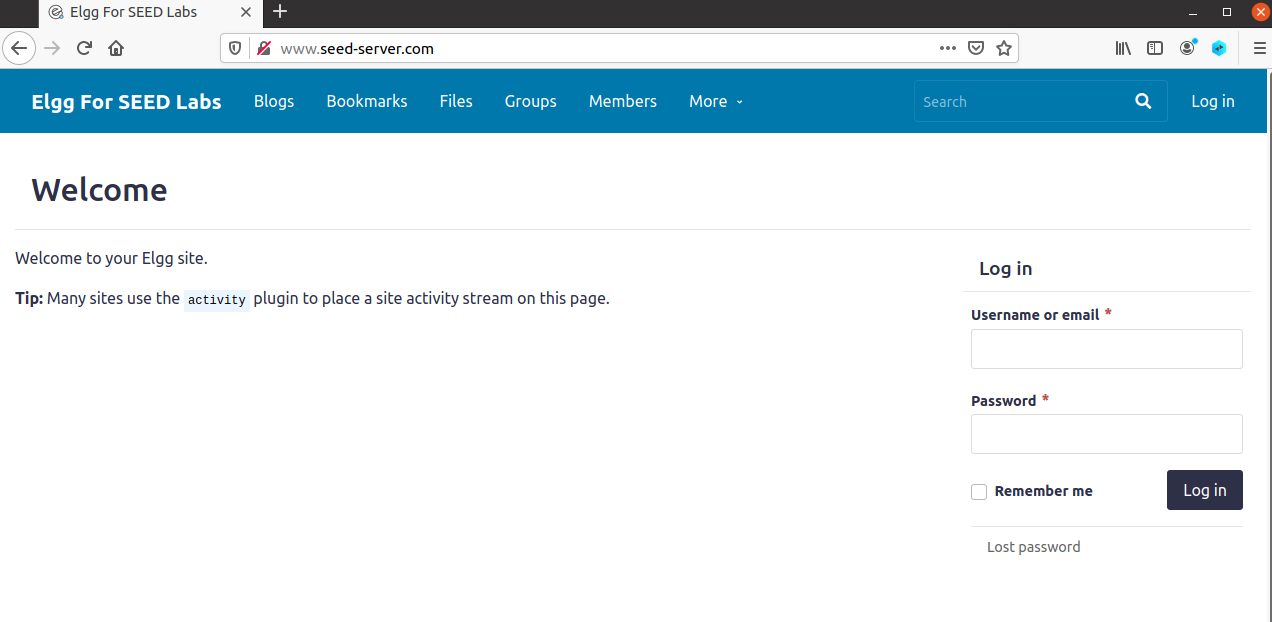 Elgg For SEED Labs
www.seed-server.com
Elgg For SEED Labs Blogs Bookmarks Files Groups Members More Search Log in
Welcome
Welcome to your Elgg site.
Tip: Many sites use the activity plugin to place a site activity stream on this page.
Log in
Username or email *
Password *
Remember me Log in
Lost password